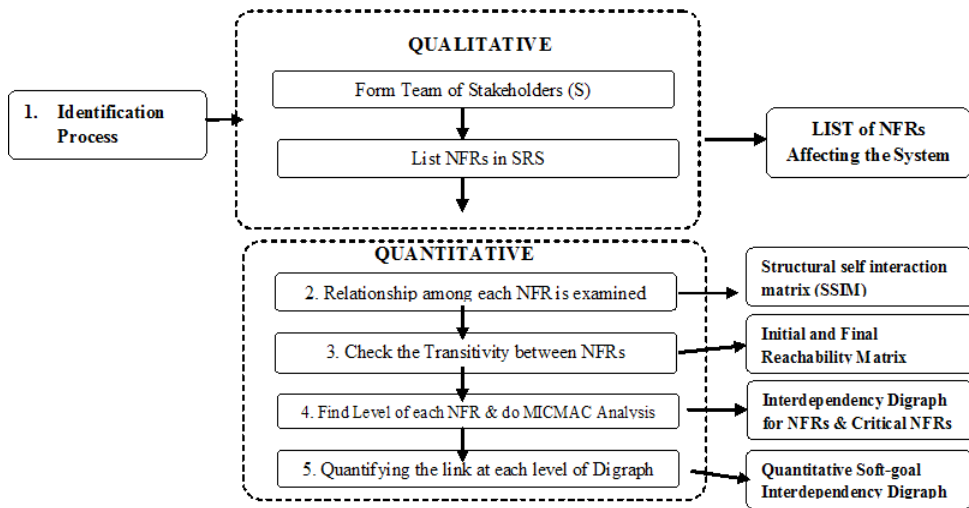 QUALITATIVE
Form Team of Stakeholders (S)
1. Identification
Process
List NFRs in SRS
LIST of NFRs
Affecting the System
QUANTITATIVE
2. Relationship among each NFR is examined
Structural self interaction
matrix (SSIM)
3. Check the Transitivity between NFRs
Initial and Final
Reachability Matrix
4. Find Level of each NFR & do MICMAC Analysis
Interdependency Digraph
for NFRs & Critical NFRs
5. Quantifying the link at each level of Digraph
Quantitative Soft-goal
Interdependency Digraph